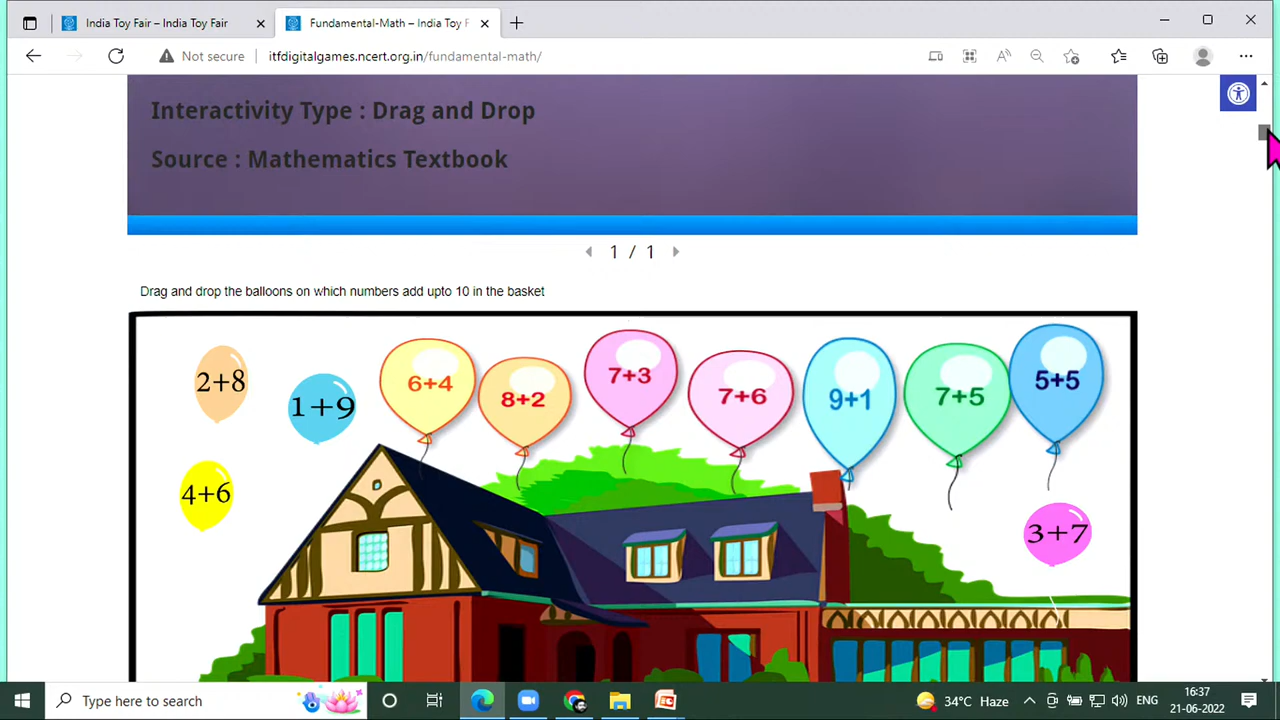 India Toy Fair – India Toy Fair
Fundamental-Math – India Toy F
Not secure
itfdigitalgames.ncert.org.in/fundamental-math/
Interactivity Type : Drag and Drop
Source : Mathematics Textbook
1 / 1
Drag and drop the balloons on which numbers add upto 10 in the basket
2+8
1+9
6+4
8+2
7+3
7+6
9+1
7+5
5+5
4+6
3+7
Type here to search
34°C Haze
ENG
16:37
21-06-2022